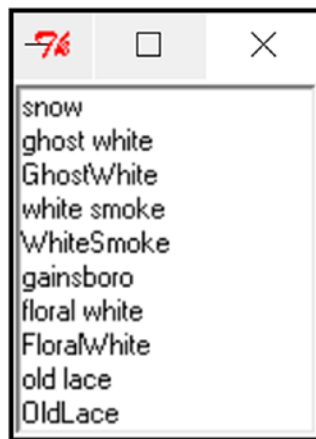 snow
ghost white
GhostWhite
white smoke
WhiteSmoke
gainsboro
floral white
FloralWhite
old lace
OldLace